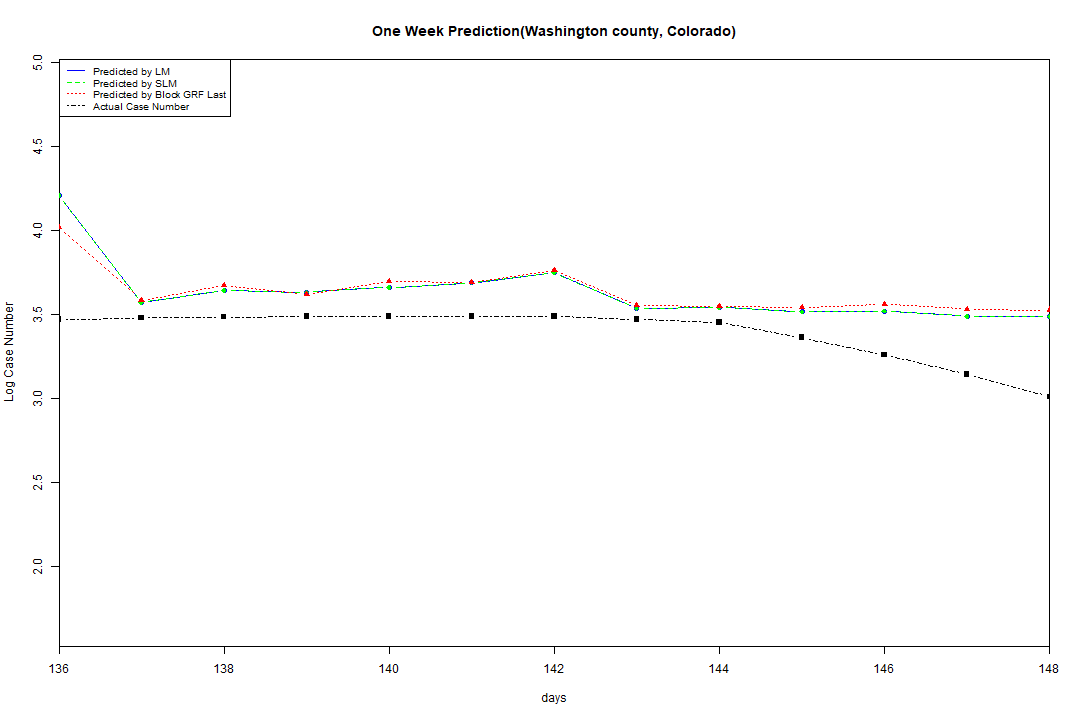 One Week Prediction(Washington county, Colorado)
Predicted by LM
Predicted by SLM
Predicted by Block GRF Last
Actual Case Number
5.0
4.5
4.0
3.5
3.0
2.5
2.0
Log Case Number
136 138 140 142 144 146 148
days